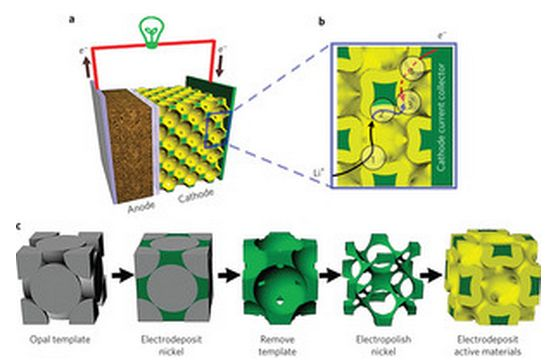 a
b
e⁻
e⁻
e⁻
Anode
Cathode
Li⁺
Cathode current collector
c
Opal template
Electrodeposit
nickel
Remove
template
Electropolish
nickel
Electrodeposit
active materials